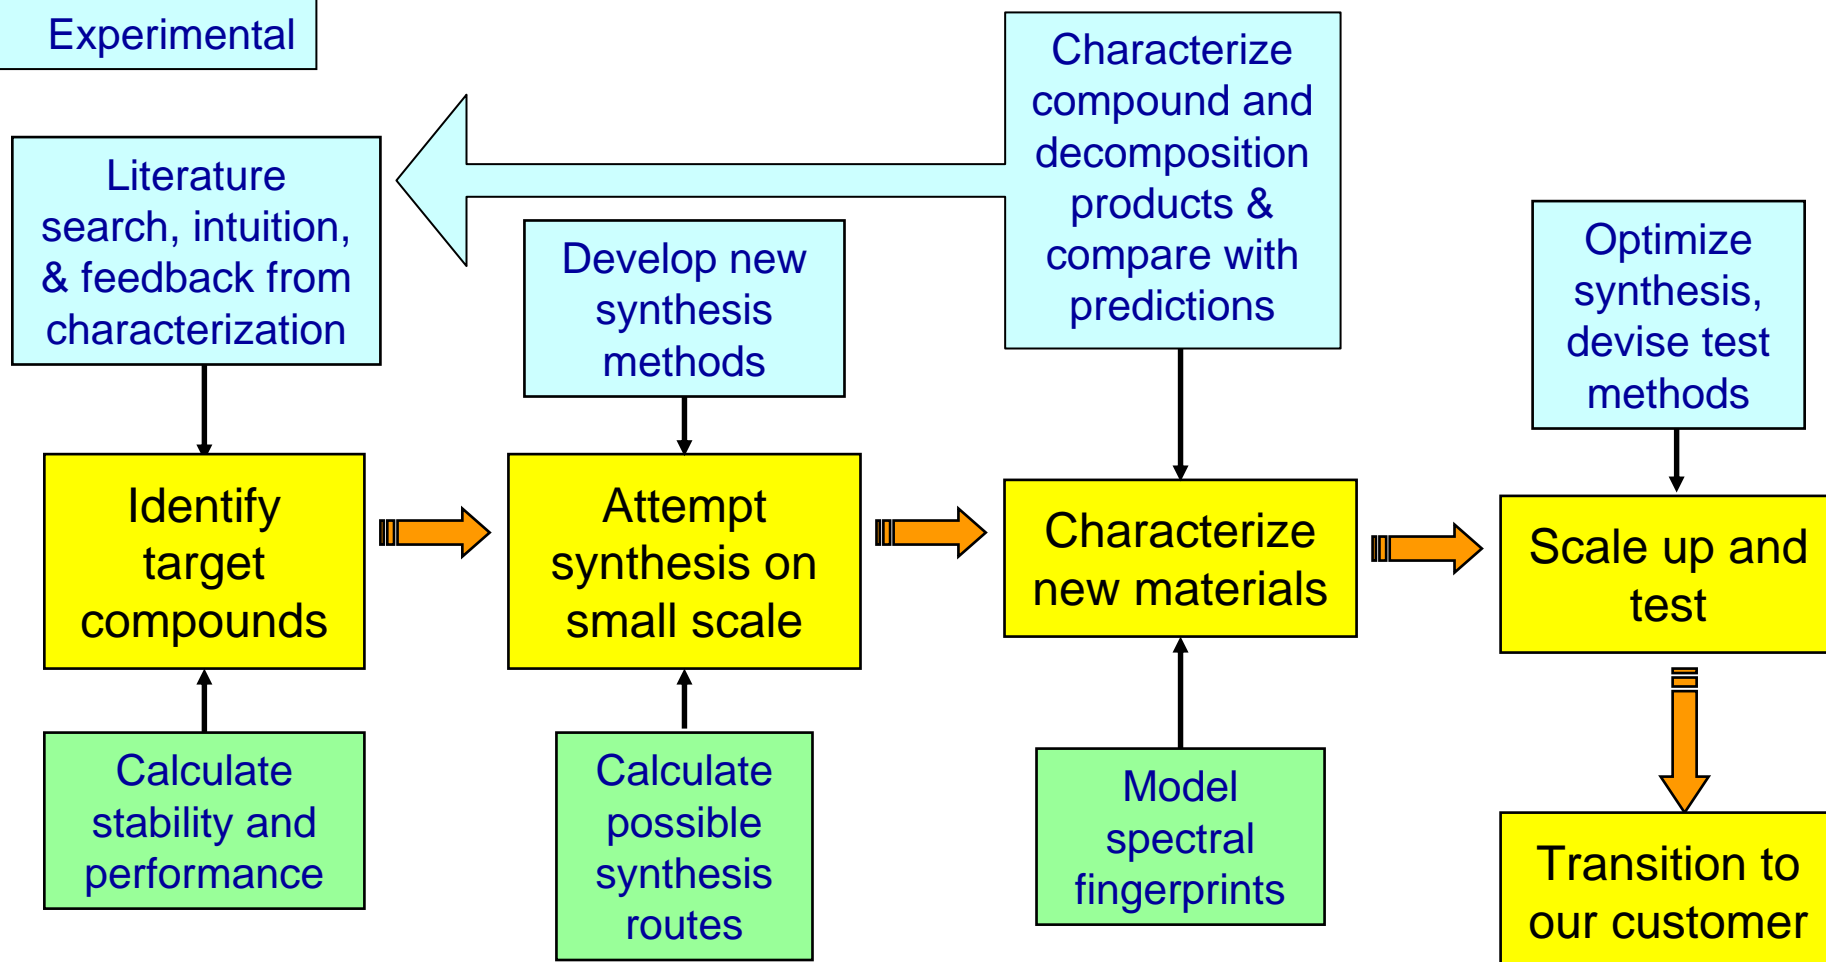 Experimental
Literature
search, intuition,
& feedback from
characterization
Develop new
synthesis
methods
Characterize
compound and
decomposition
products &
compare with
predictions
Optimize
synthesis,
devise test
methods
Identify
target
compounds
Attempt
synthesis on
small scale
Characterize
new materials
Scale up and
test
Calculate
stability and
performance
Calculate
possible
synthesis
routes
Model
spectral
fingerprints
Transition to
our customer